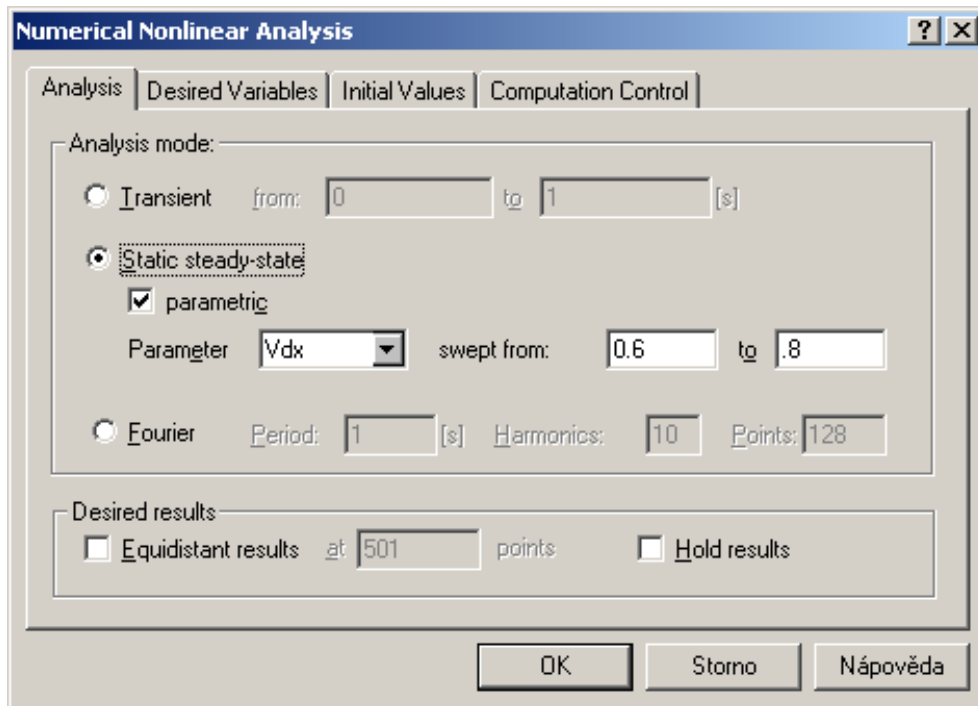 Numerical Nonlinear Analysis
Analysis Desired Variables Initial Values Computation Control
Analysis mode:
Transient from: 0 to 1 [s]
Static steady-state
parametric
Parameter Vdx swept from: 0.6 to .8
Fourier Period: 1 [s] Harmonics: 10 Points: 128
Desired results
Equidistant results at 501 points Hold results
OK Storno Nápověda